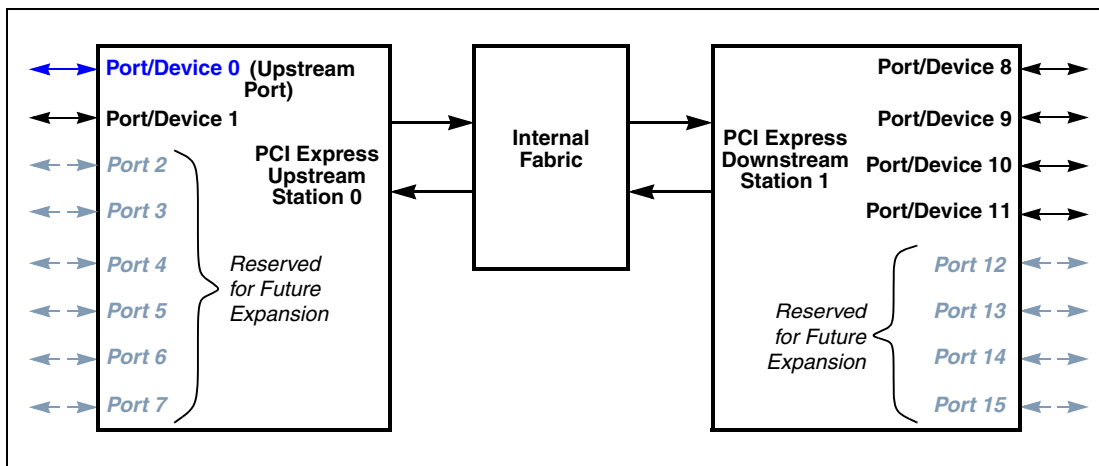 Port/Device 0 (Upstream
Port)
Port/Device 1
Port 2
Port 3
Port 4
Port 5
Port 6
Port 7
Reserved
for Future
Expansion
PCI Express
Upstream
Station 0
Internal
Fabric
PCI Express
Downstream
Station 1
Port/Device 8
Port/Device 9
Port/Device 10
Port/Device 11
Reserved
for Future
Expansion
Port 12
Port 13
Port 14
Port 15